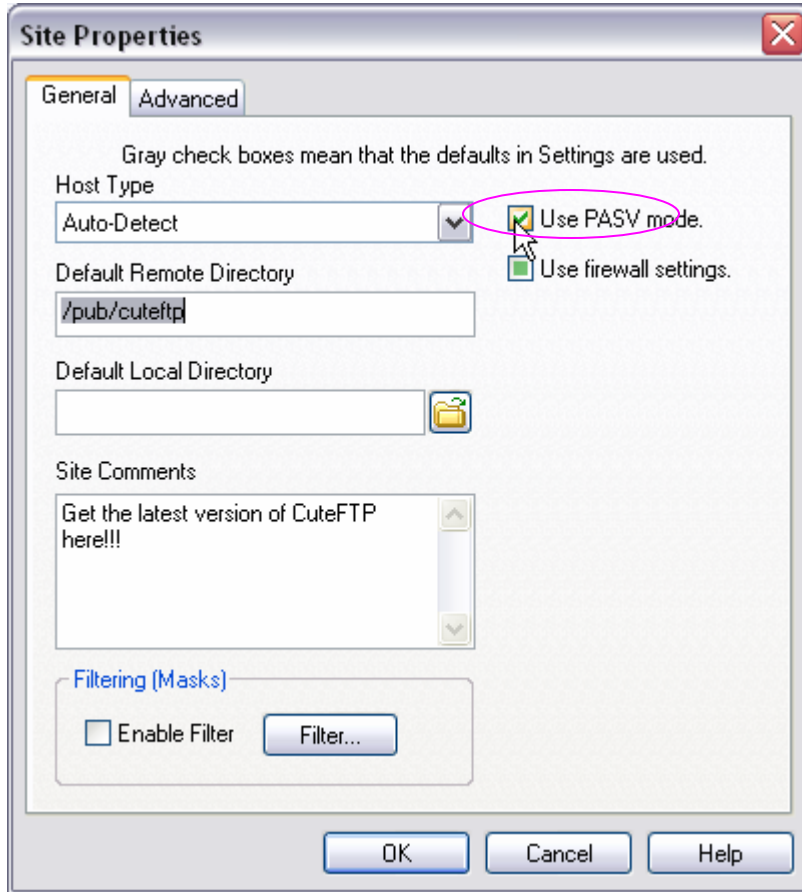 Site Properties
General
Advanced
Gray check boxes mean that the defaults in Settings are used.
Host Type
Auto-Detect
Use PASV mode.
Use firewall settings.
Default Remote Directory
/pub/cuteftp
Default Local Directory
Site Comments
Get the latest version of CuteFTP
here!!!
Filtering (Masks)
Enable Filter
Filter...
OK
Cancel
Help